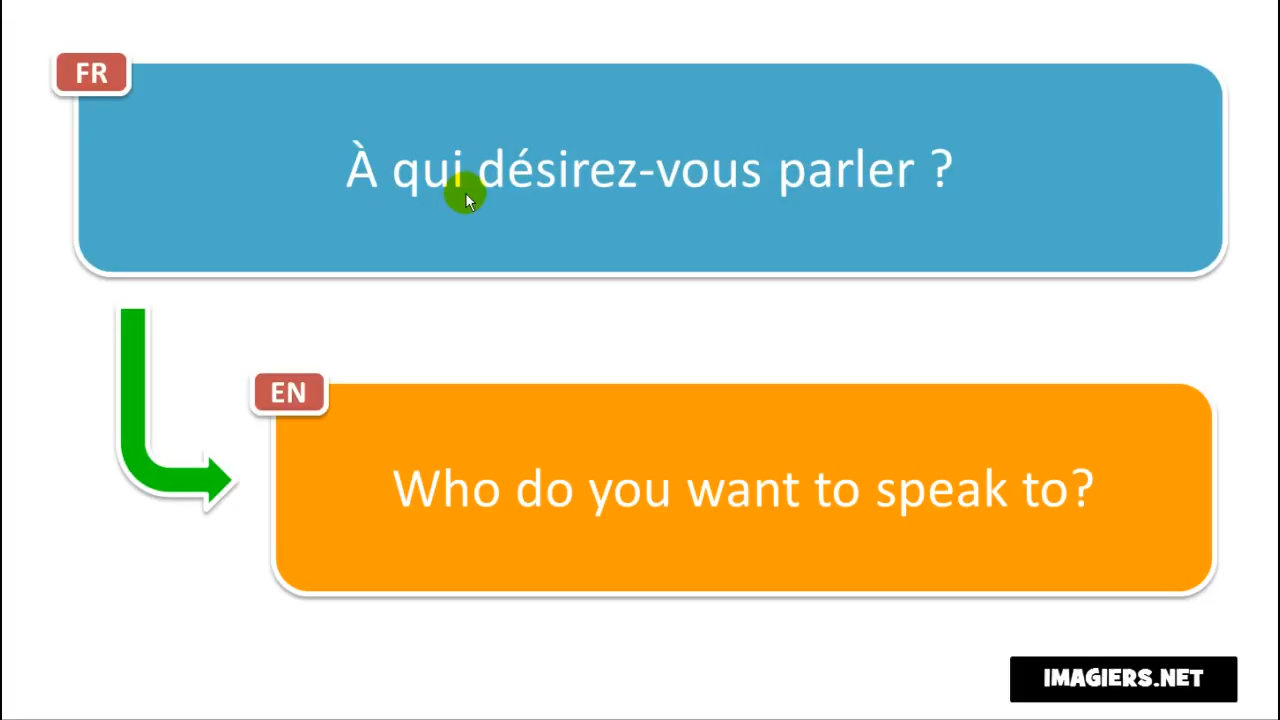 FR
À qui désirez-vous parler ?
EN
Who do you want to speak to?
IMAGIERS.NET